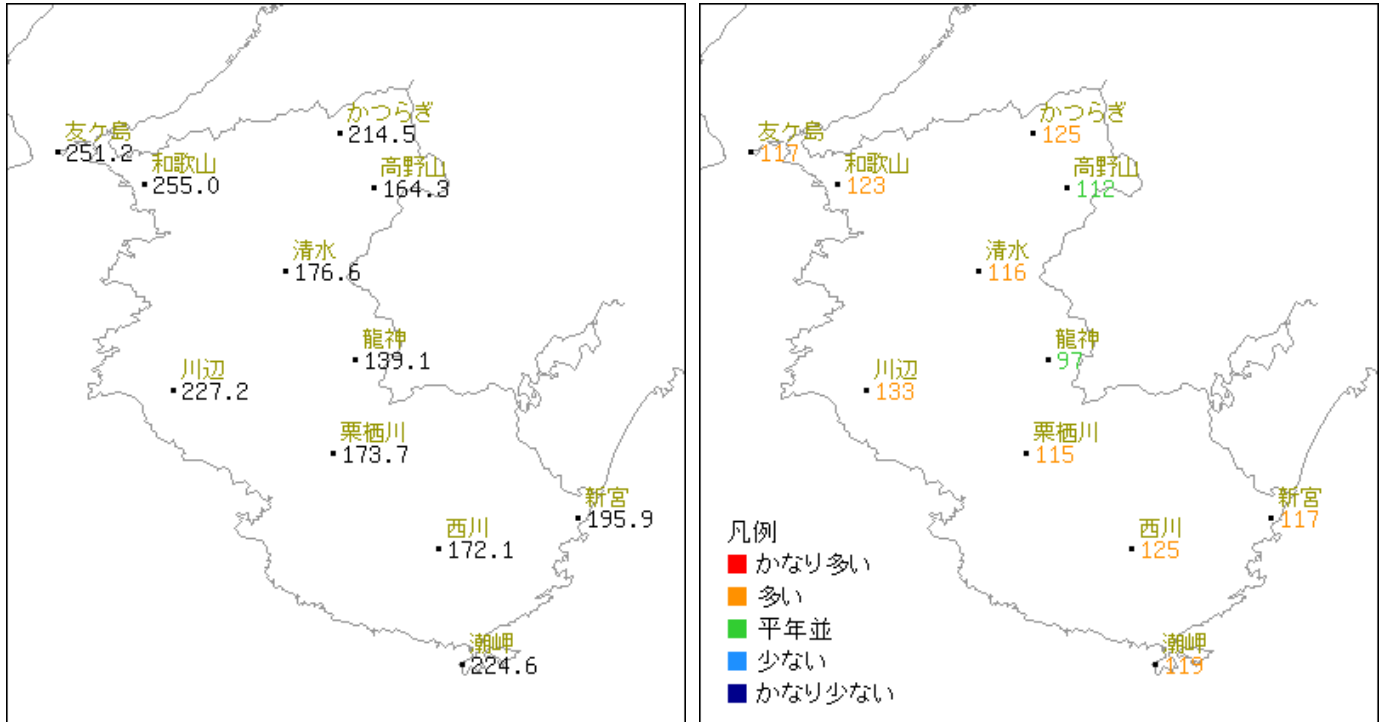 かつらぎ
214.5
友ケ島
251.2
和歌山
255.0
高野山
164.3
清水
176.6
龍神
139.1
川辺
227.2
栗栖川
173.7
新宮
195.9
西川
172.1
潮岬
224.6
かつらぎ
125
友ケ島
117
和歌山
123
高野山
112
清水
116
龍神
97
川辺
133
栗栖川
115
新宮
117
西川
125
潮岬
119
凡例
かなり多い
多い
平年並
少ない
かなり少ない